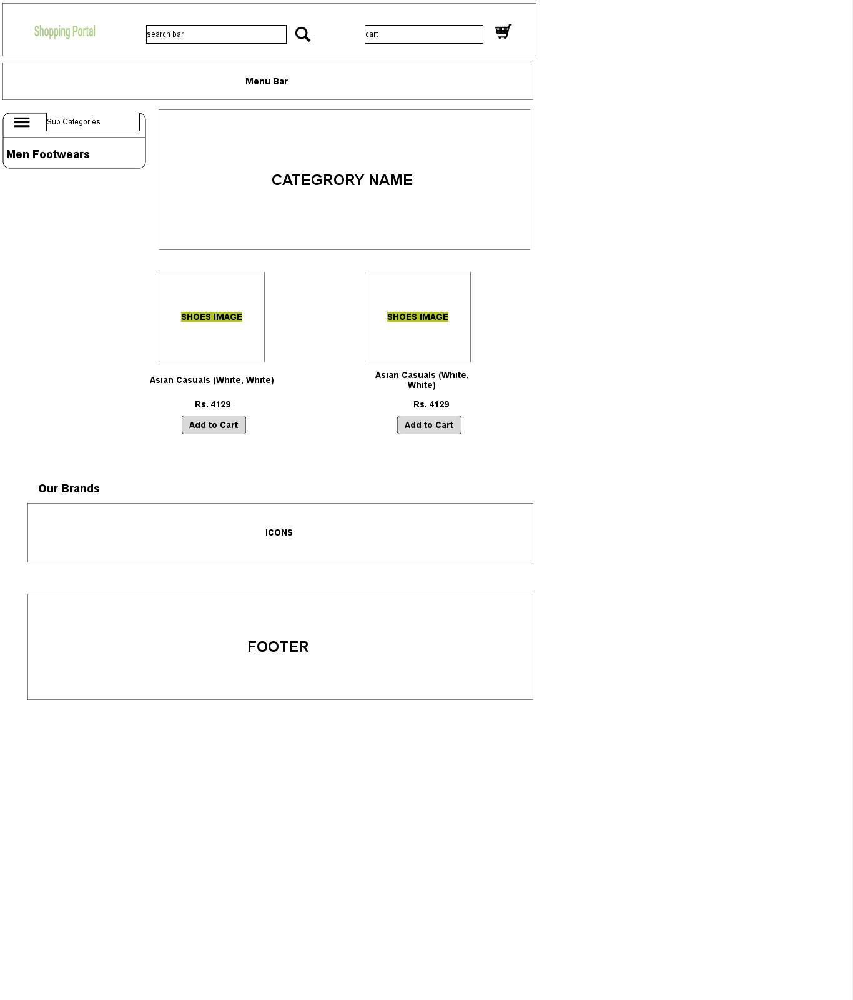 Shopping Portal
search bar
cart
Menu Bar
Sub Categories
Men Footwears
CATEGRORY NAME
SHOES IMAGE
SHOES IMAGE
Asian Casuals (White, White)
Asian Casuals (White,
White)
Rs. 4129
Rs. 4129
Add to Cart
Add to Cart
Our Brands
ICONS
FOOTER